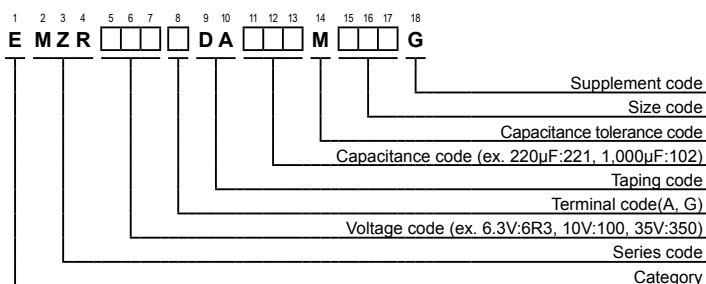 1 2 3 4 5 6 7 8 9 10 11 12 13 14 15 16 17 18
E M Z R □ □ □ □ D A □ □ □ M □ □ □ G
Supplement code
Size code
Capacitance tolerance code
Capacitance code (ex. 220µF:221, 1,000µF:102)
Taping code
Terminal code(A, G)
Voltage code (ex. 6.3V:6R3, 10V:100, 35V:350)
Series code
Category